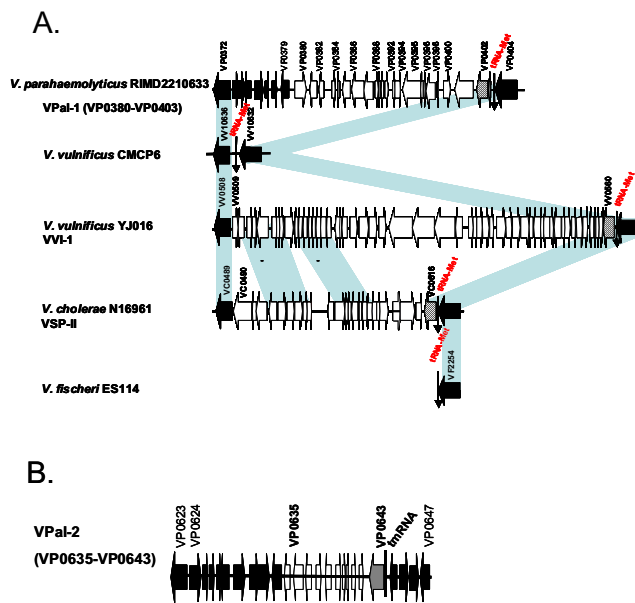 A.
VP0372
VP0379
VP0380
VP0382
VP0384
VP0386
VP0388
VP0392
VP0394
VP0395
VP0396
VP0398
VP0400
VP0402
tRNA-Met
VP0404
V. parahaemolyticus RIMD2210633
VPaI-1 (VP0380-VP0403)
VV10636
tRNA-Met
VV10632
V. vulnificus CMCP6
VV0508
VV0509
VV0560
tRNA-Met
V. vulnificus YJ016
VVI-1
VC0489
VC0490
VC0516
tRNA-Met
V. cholerae N16961
VSP-II
tRNA-Met
VF2254
V. fischeri ES114
B.
VP0623
VP0624
VP0635
VP0643
tmRNA
VP0647
VPaI-2
(VP0635-VP0643)